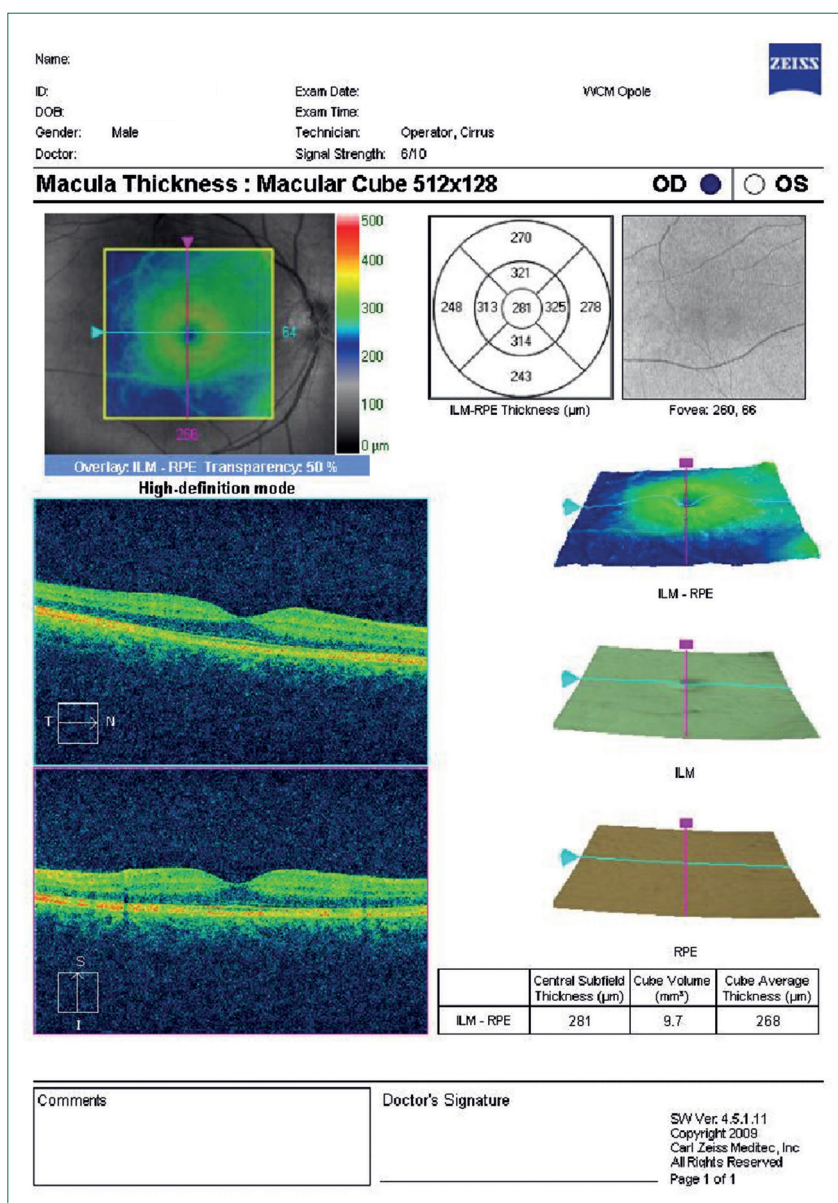 ZEISS
Name:
ID: Exam Date: WCM Opole
DOB: Exam Time:
Gender: Male Technician: Operator, Cirrus
Doctor: Signal Strength: 6/10
Macula Thickness : Macular Cube 512x128 OD OS
500
400
300
200
100
0 µm
64
256
Overlay: ILM - RPE Transparency: 50 %
270
321
248 313 281 325 278
314
243
ILM-RPE Thickness (µm)
Fovea: 260, 66
High-definition mode
T N
S
I
ILM - RPE
ILM
RPE
Central Subfield Thickness (µm) Cube Volume (mm³) Cube Average Thickness (µm)
ILM - RPE 281 9.7 268
Comments
Doctor's Signature
SW Ver: 4.5.1.11
Copyright 2009
Carl Zeiss Meditec, Inc
All Rights Reserved
Page 1 of 1